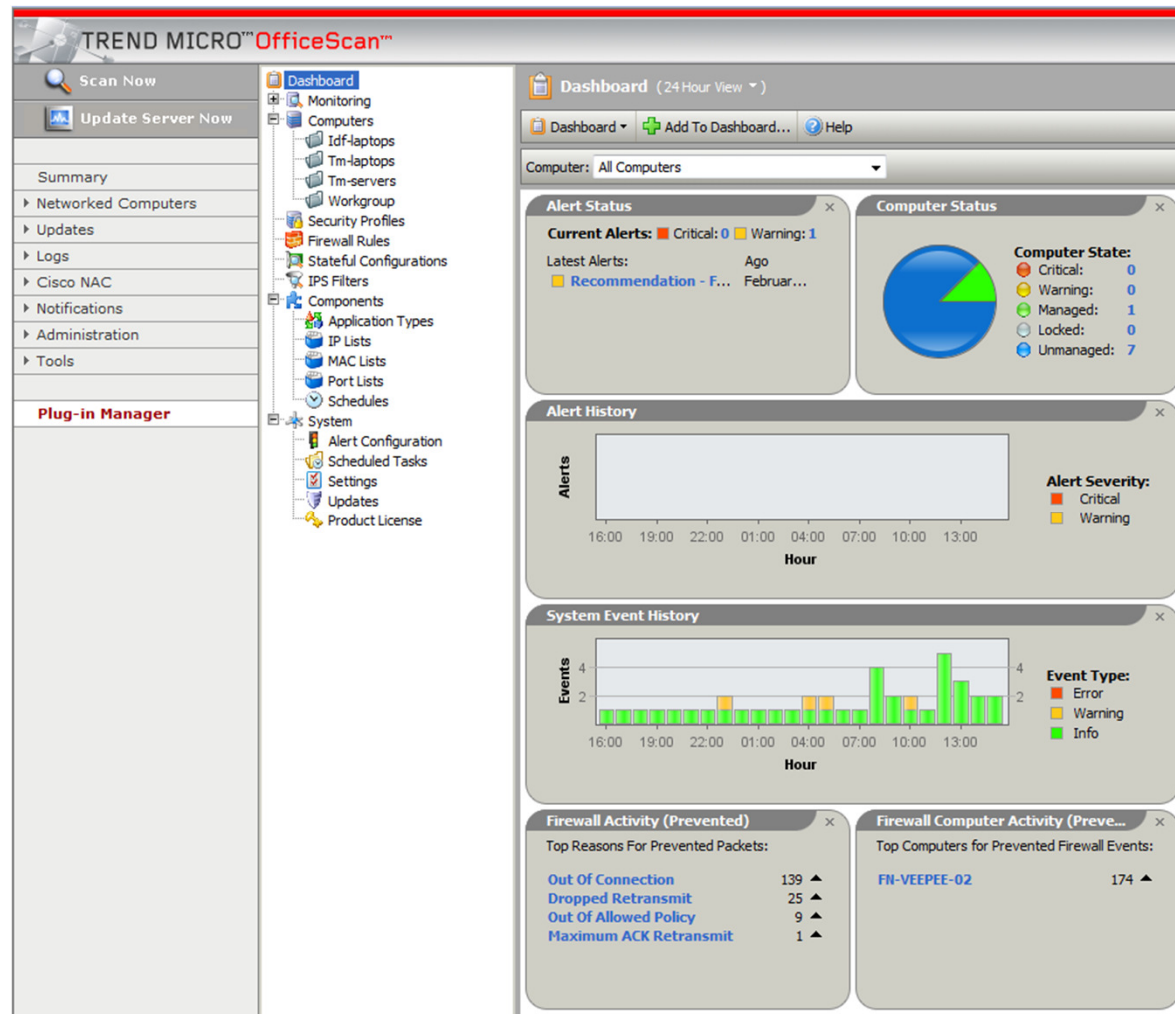 TREND MICRO™ OfficeScan™
Scan Now
Update Server Now
Summary
Networked Computers
Updates
Logs
Cisco NAC
Notifications
Administration
Tools
Plug-in Manager
Dashboard
Monitoring
Computers
Idf-laptops
Tm-laptops
Tm-servers
Workgroup
Security Profiles
Firewall Rules
Stateful Configurations
IPS Filters
Components
Application Types
IP Lists
MAC Lists
Port Lists
Schedules
System
Alert Configuration
Scheduled Tasks
Settings
Updates
Product License
Dashboard (24 Hour View)
Dashboard Add To Dashboard... Help
Computer: All Computers
Alert Status
Current Alerts: Critical: 0 Warning: 1
Latest Alerts: Ago
Recommendation - F... Februar...
Computer Status
Computer State:
Critical: 0
Warning: 0
Managed: 1
Locked: 0
Unmanaged: 7
Alert History
Alerts
16:00 19:00 22:00 01:00 04:00 07:00 10:00 13:00
Hour
Alert Severity:
Critical
Warning
System Event History
Events
4 4
2 2
16:00 19:00 22:00 01:00 04:00 07:00 10:00 13:00
Hour
Event Type:
Error
Warning
Info
Firewall Activity (Prevented)
Top Reasons For Prevented Packets:
Out Of Connection 139
Dropped Retransmit 25
Out Of Allowed Policy 9
Maximum ACK Retransmit 1
Firewall Computer Activity (Preve...
Top Computers for Prevented Firewall Events:
FN-VEEPEE-02 174